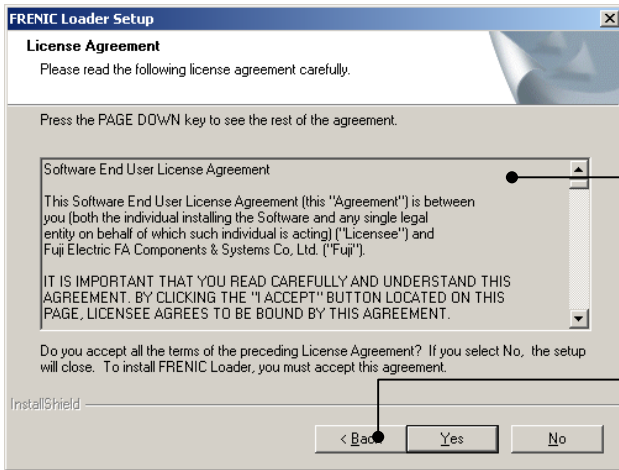 FRENIC Loader Setup
License Agreement
Please read the following license agreement carefully.
Press the PAGE DOWN key to see the rest of the agreement.
Software End User License Agreement
This Software End User License Agreement (this "Agreement") is between
you (both the individual installing the Software and any single legal
entity on behalf of which such individual is acting) ("Licensee") and
Fuji Electric FA Components & Systems Co, Ltd. ("Fuji").
IT IS IMPORTANT THAT YOU READ CAREFULLY AND UNDERSTAND THIS
AGREEMENT. BY CLICKING THE "I ACCEPT" BUTTON LOCATED ON THIS
PAGE, LICENSEE AGREES TO BE BOUND BY THIS AGREEMENT.
Do you accept all the terms of the preceding License Agreement? If you select No, the setup
will close. To install FRENIC Loader, you must accept this agreement.
InstallShield
< Back Yes No